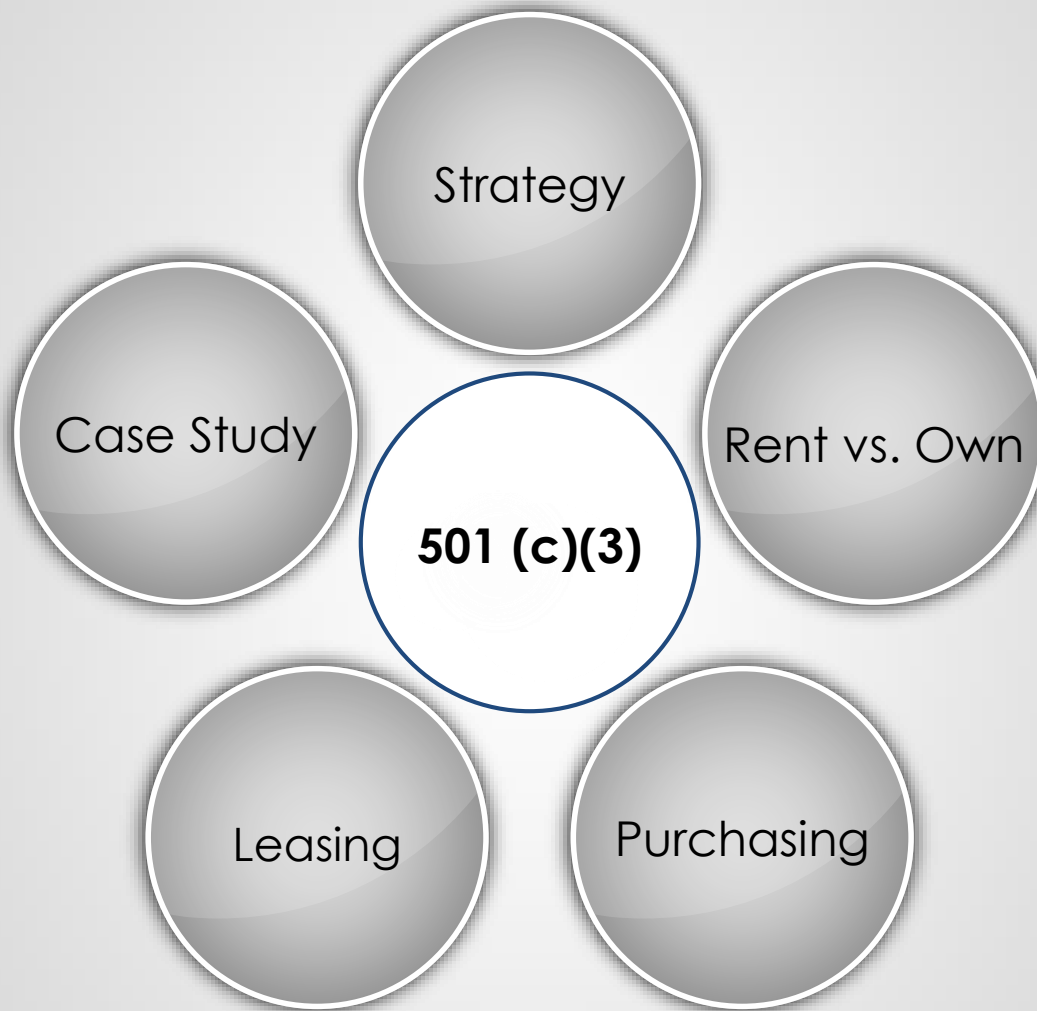 Strategy
Rent vs. Own
Purchasing
Leasing
Case Study
501 (c)(3)